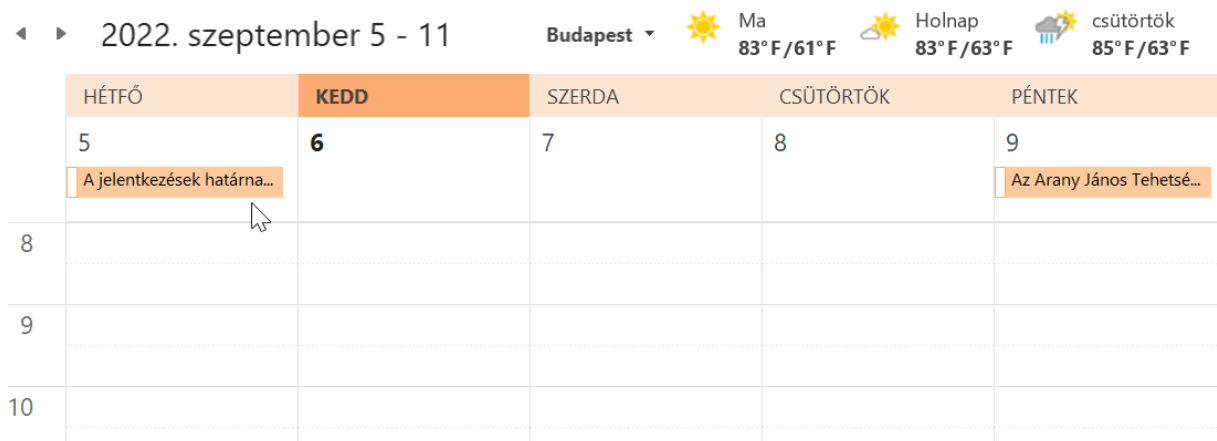 2022. szeptember 5 - 11
Budapest
Ma
83°F/61°F
Holnap
83°F/63°F
csütörtök
85°F/63°F
HÉTFŐ KEDD SZERDA CSÜTÖRTÖK PÉNTEK
5 6 7 8 9
A jelentkezések határna... Az Arany János Tehetsé...
8
9
10